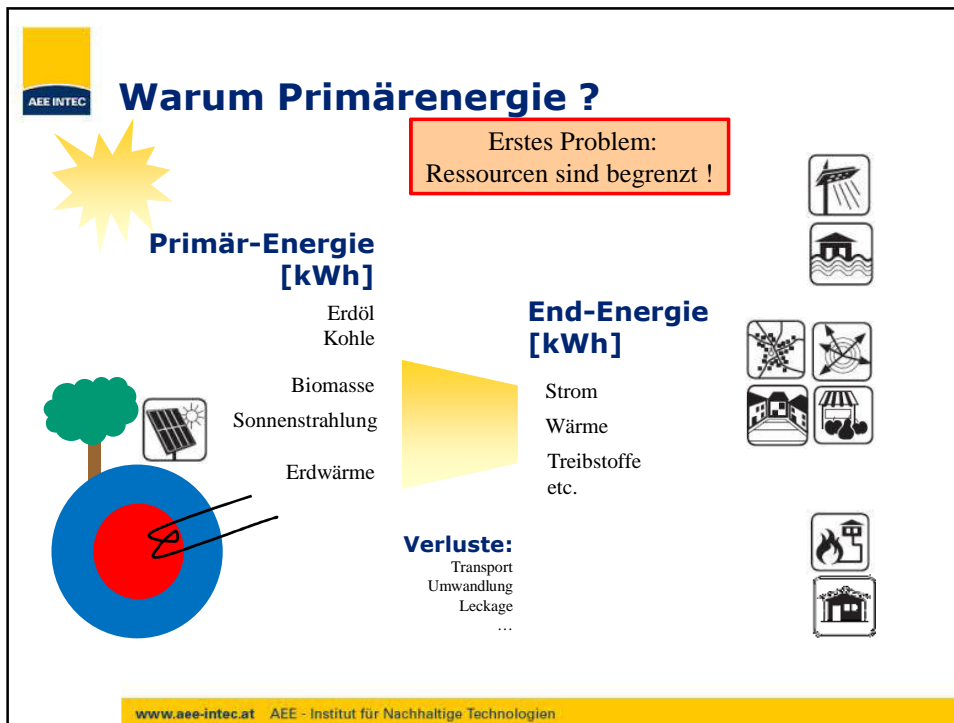 AEE INTEC
Warum Primärenergie ?
Erstes Problem:
Ressourcen sind begrenzt !
Primär-Energie
[kWh]
Erdöl
Kohle
Biomasse
Sonnenstrahlung
Erdwärme
End-Energie
[kWh]
Strom
Wärme
Treibstoffe
etc.
Verluste:
Transport
Umwandlung
Leckage
…
www.aee-intec.at AEE - Institut für Nachhaltige Technologien